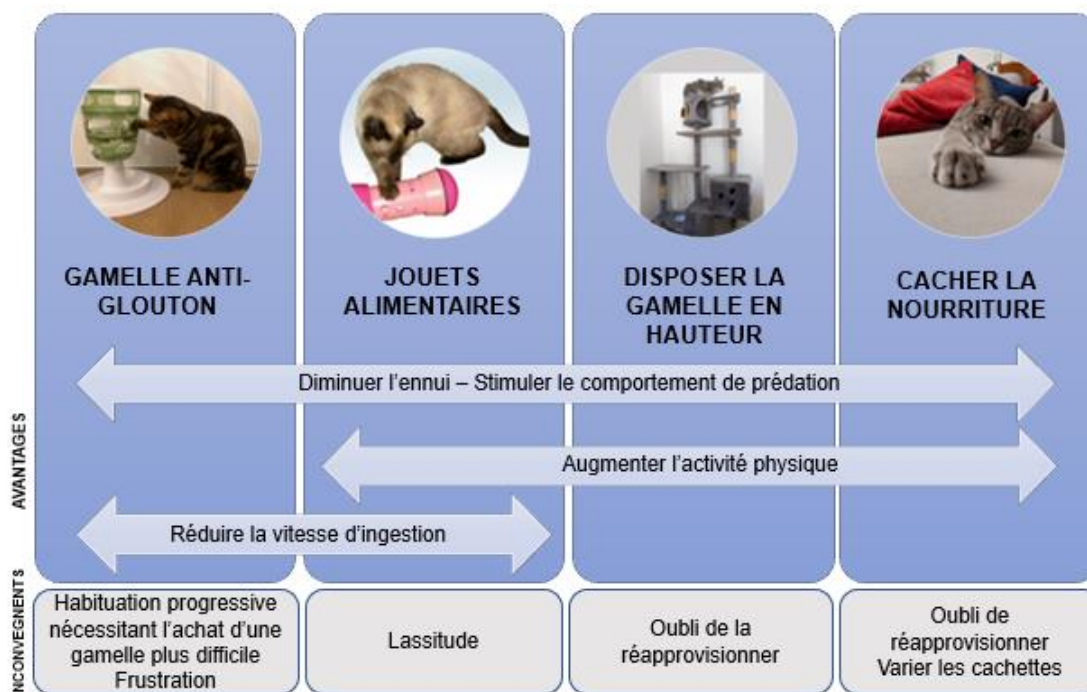 GAMELLE ANTI-
GLOUTON
JOUETS
ALIMENTAIRES
DISPOSER LA
GAMELLE EN
HAUTEUR
CACHER LA
NOURRITURE
Diminuer l'ennui – Stimuler le comportement de prédation
AVANTAGES
Augmenter l'activité physique
Réduire la vitesse d'ingestion
NCONVEGNENTS
Habituation progressive
nécessitant l'achat d'une
gamelle plus difficile
Frustration
Lassitude
Oubli de la
réapprovisionner
Oubli de
réapprovisionner
Varier les cachettes